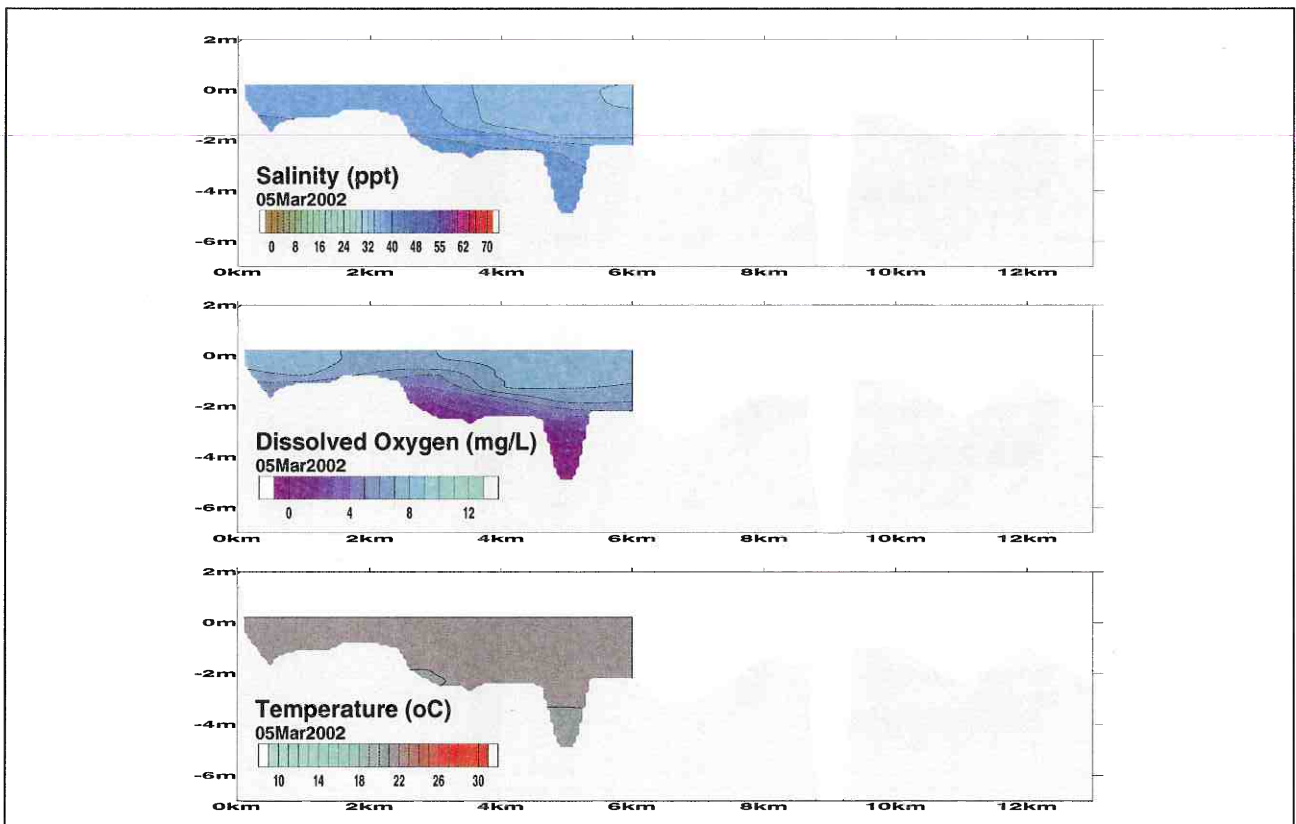 2m
0m
-2m
-4m
-6m
Salinity (ppt)
05Mar2002
0 8 16 24 32 40 48 55 62 70
0km 2km 4km 6km 8km 10km 12km
2m
0m
-2m
-4m
-6m
Dissolved Oxygen (mg/L)
05Mar2002
0 4 8 12
0km 2km 4km 6km 8km 10km 12km
2m
0m
-2m
-4m
-6m
Temperature (oC)
05Mar2002
10 14 18 22 26 30
0km 2km 4km 6km 8km 10km 12km